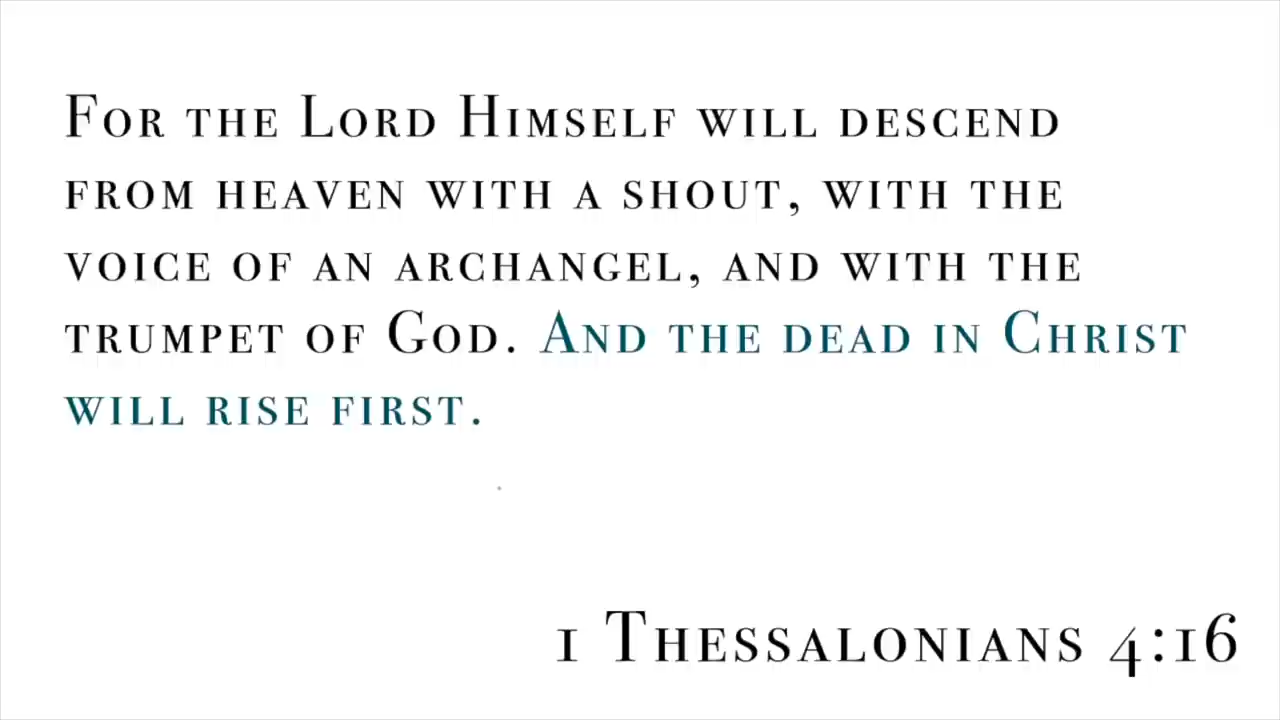 For the Lord Himself will descend
from heaven with a shout, with the
voice of an archangel, and with the
trumpet of God. And the dead in Christ
will rise first.
1 Thessalonians 4:16